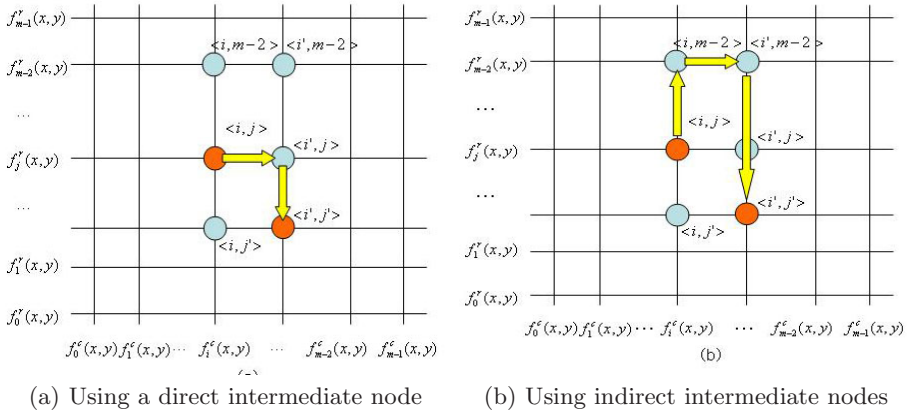 f^r_{m-1}(x,y)
<i,m-2> <i',m-2>
f^r_{m-2}(x,y)
...
<i,j>
f^r_j(x,y) <i',j>
...
<i',j'>
<i,j'>
f^r_1(x,y)
f^r_0(x,y)
f^c_0(x,y) f^c_1(x,y) ... f^c_i(x,y) ... f^c_{m-2}(x,y) f^c_{m-1}(x,y)
(a) Using a direct intermediate node
f^r_{m-1}(x,y)
<i,m-2> <i',m-2>
f^r_{m-2}(x,y)
...
<i,j>
f^r_j(x,y) <i',j>
...
<i',j'>
<i,j'>
f^r_1(x,y)
f^r_0(x,y)
f^c_0(x,y) f^c_1(x,y) ... f^c_i(x,y) ... f^c_{m-2}(x,y) f^c_{m-1}(x,y)
(b)
(b) Using indirect intermediate nodes